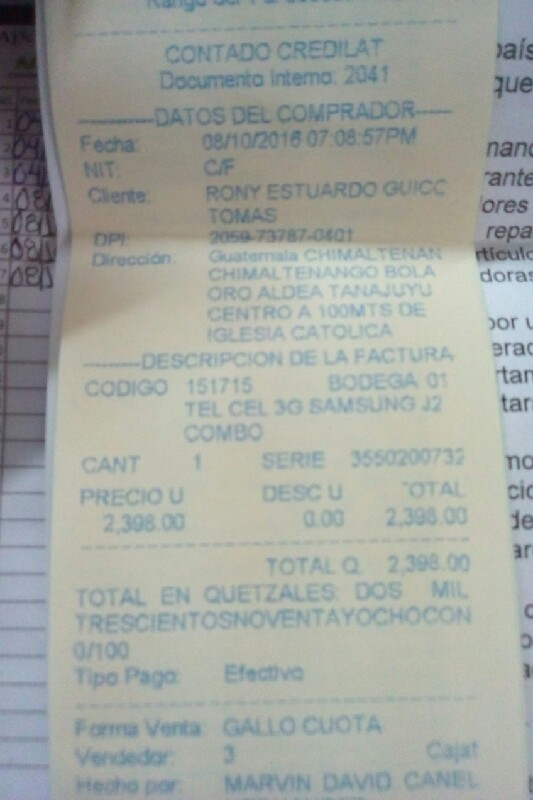 CONTADO CREDILAT
Documento Interno: 2041
----------DATOS DEL COMPRADOR-----
Fecha: 08/10/2016 07:08:57PM
NIT: C/F
Cliente: RONY ESTUARDO GUICC
TOMAS
DPI: 2059-73787-0401
Dirección: Guatemala CHIMALTENAN
CHIMALTENANGO BOLA
ORO ALDEA TANAJUYU
CENTRO A 100MTS DE
IGLESIA CATOLICA
--------DESCRIPCION DE LA FACTURA
CODIGO 151715 BODEGA 01
TEL CEL 3G SAMSUNG J2
COMBO
CANT 1 SERIE 3550200732
PRECIO U DESC U OTAL
2,398.00 0.00 2,398.00
TOTAL Q 2,398.00
TOTAL EN QUETZALES: DOS MIL
TRESCIENTOSNOVENTAYOCHOCON
0/100
Tipo Pago: Efectivo
Forma Venta: GALLO CUOTA
Vendedor: 3 Cajat
Hecho por: MARVIN DAVID CANEL